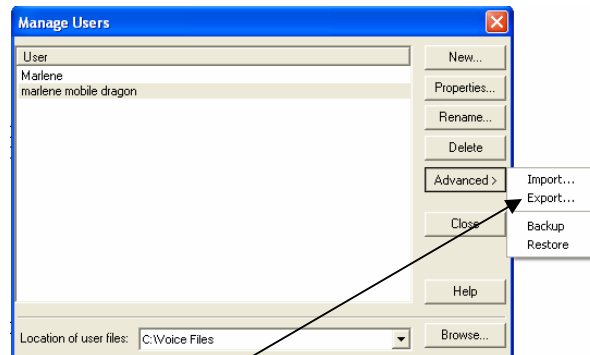 Manage Users
User
Marlene
marlene mobile dragon
New...
Properties...
Rename...
Delete
Advanced >
Import...
Export...
Backup
Restore
Close
Help
Location of user files: C:\Voice Files
Browse...